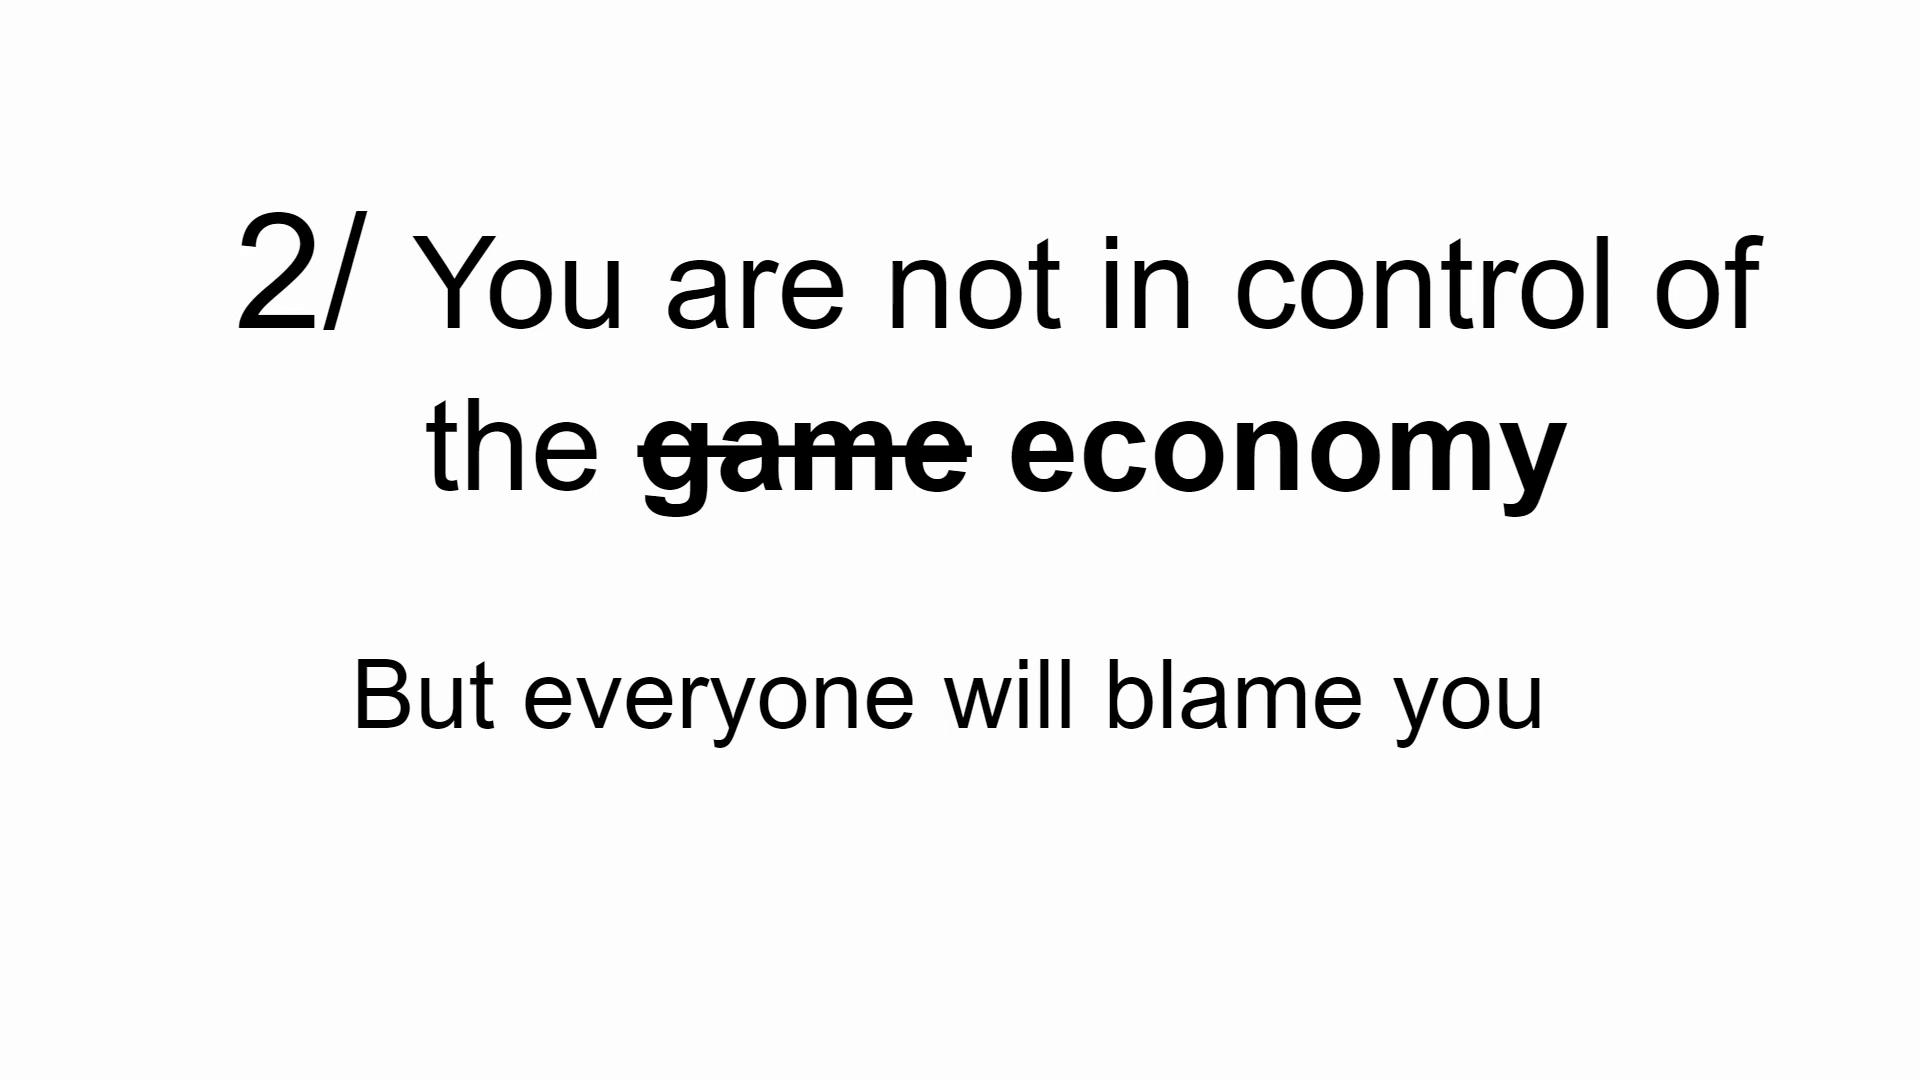 2/ You are not in control of
the game economy
But everyone will blame you